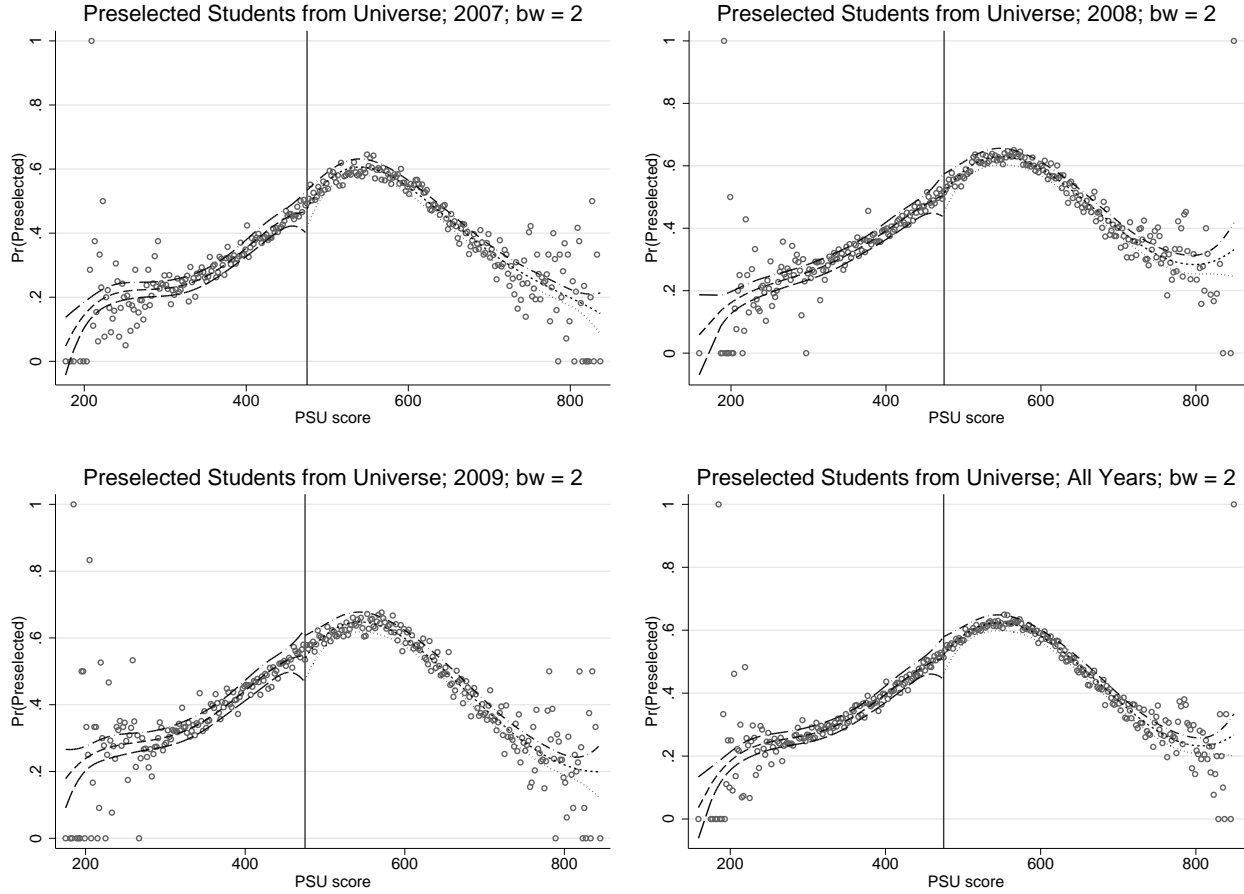 Preselected Students from Universe; 2007; bw = 2
Pr(Preselected)
1
.8
.6
.4
.2
0
200 400 600 800
PSU score
Preselected Students from Universe; 2008; bw = 2
Pr(Preselected)
1
.8
.6
.4
.2
0
200 400 600 800
PSU score
Preselected Students from Universe; 2009; bw = 2
Pr(Preselected)
1
.8
.6
.4
.2
0
200 400 600 800
PSU score
Preselected Students from Universe; All Years; bw = 2
Pr(Preselected)
1
.8
.6
.4
.2
0
200 400 600 800
PSU score